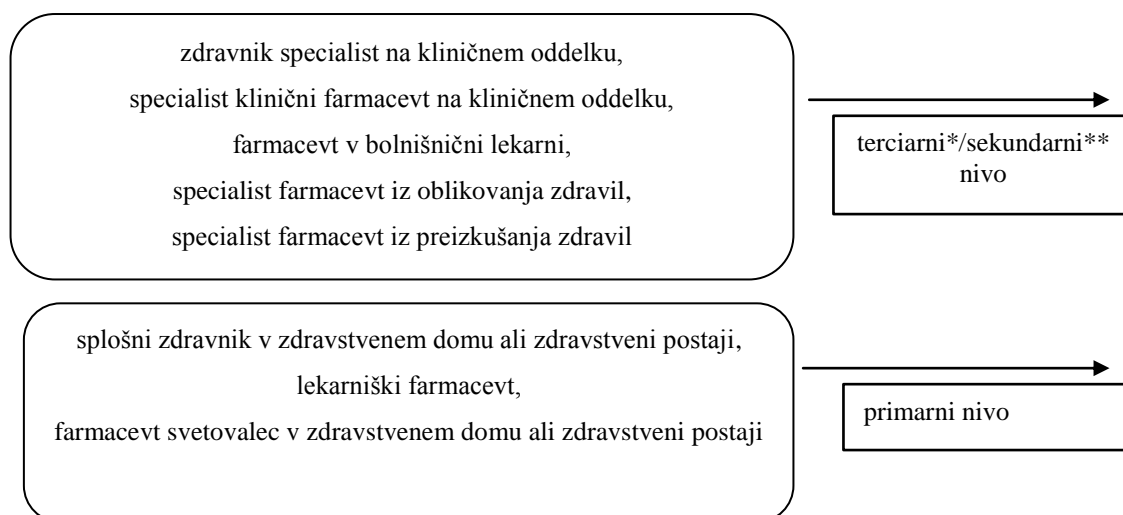 zdravnik specialist na kliničnem oddelku,
specialist klinični farmacevt na kliničnem oddelku,
farmacevt v bolnišnični lekarni,
specialist farmacevt iz oblikovanja zdravil,
specialist farmacevt iz preizkušanja zdravil
terciarni*/sekundarni**
nivo
splošni zdravnik v zdravstvenem domu ali zdravstveni postaji,
lekarniški farmacevt,
farmacevt svetovalec v zdravstvenem domu ali zdravstveni postaji
primarni nivo